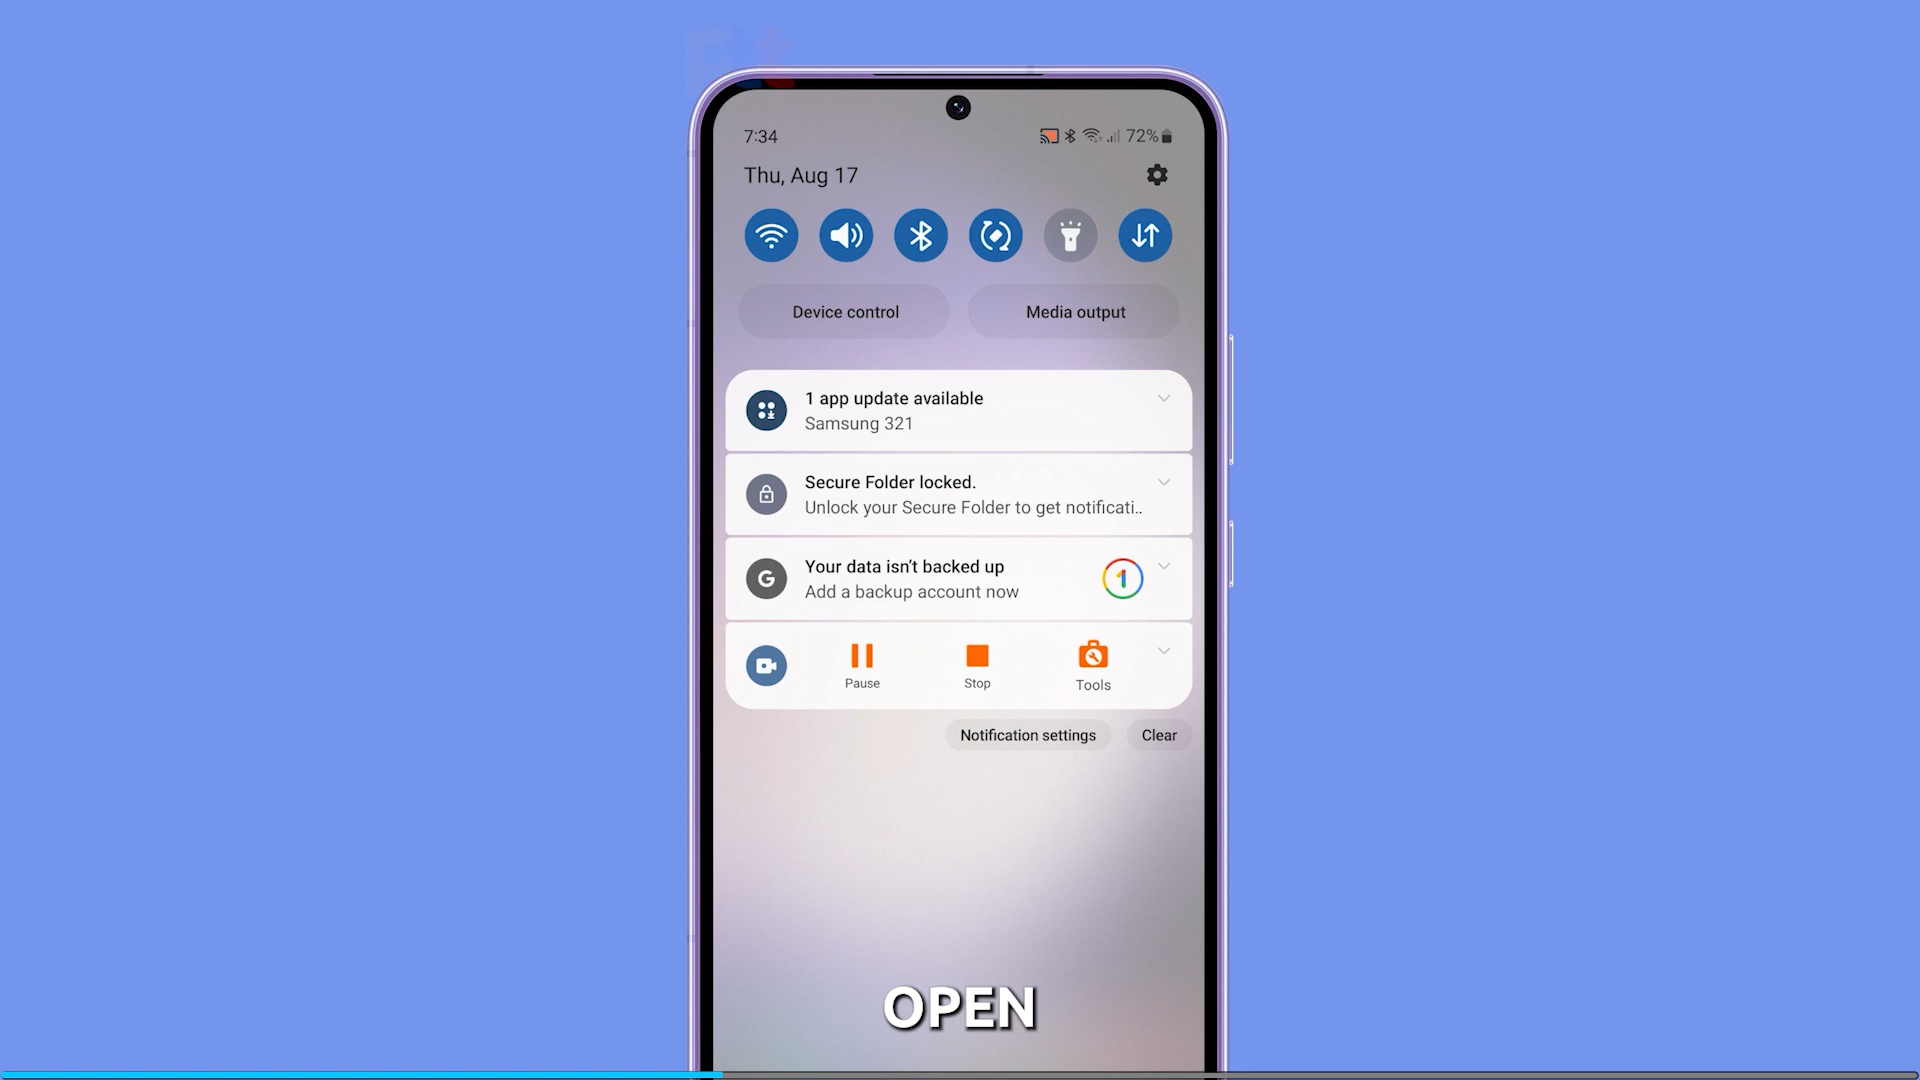 7:34
72%
Thu, Aug 17
Device control
Media output
1 app update available
Samsung 321
Secure Folder locked.
Unlock your Secure Folder to get notificati..
G
Your data isn't backed up
Add a backup account now
1
Pause
Stop
Tools
Notification settings
Clear
OPEN